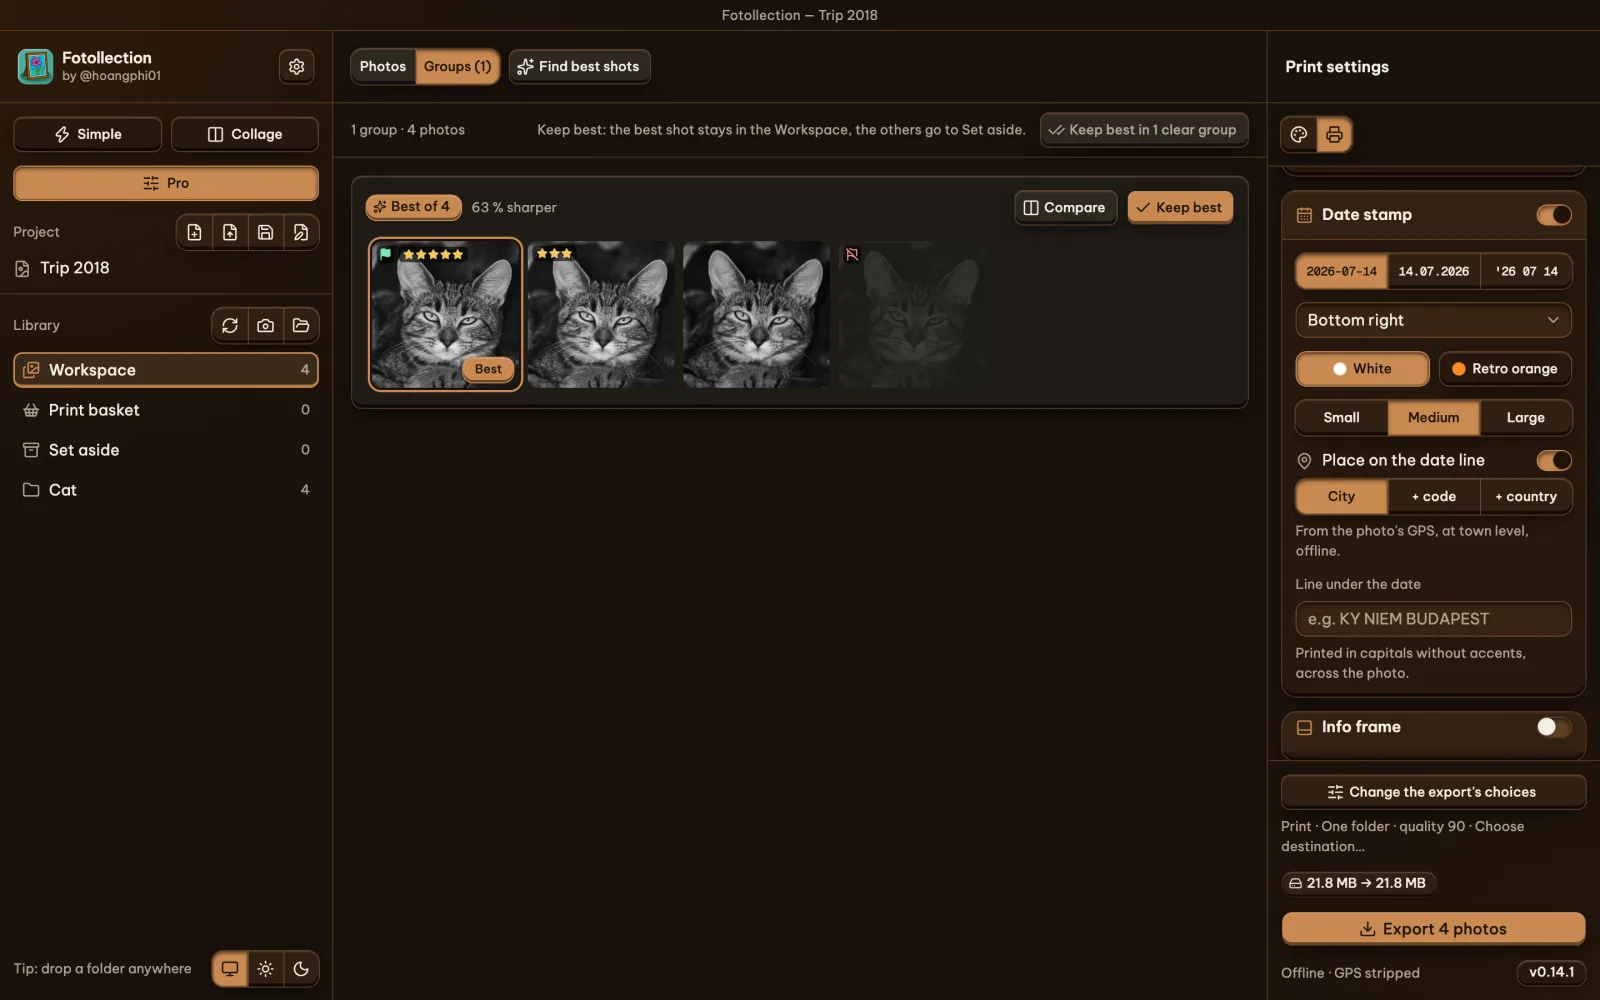 Fotollection — Trip 2018
Fotollection
by @hoangphi01
Simple
Collage
Pro
Project
Trip 2018
Library
Workspace 4
Print basket 0
Set aside 0
Cat 4
Tip: drop a folder anywhere
Photos
Groups (1)
Find best shots
1 group · 4 photos
Keep best: the best shot stays in the Workspace, the others go to Set aside.
Keep best in 1 clear group
Best of 4
63 % sharper
Compare
Keep best
Best
Print settings
Date stamp
2026-07-14
14.07.2026
'26 07 14
Bottom right
White
Retro orange
Small
Medium
Large
Place on the date line
City
+ code
+ country
From the photo's GPS, at town level,
offline.
Line under the date
e.g. KY NIEM BUDAPEST
Printed in capitals without accents,
across the photo.
Info frame
Change the export's choices
Print · One folder · quality 90 · Choose
destination…
21.8 MB → 21.8 MB
Export 4 photos
Offline · GPS stripped
v0.14.1